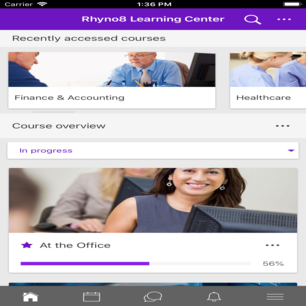 Carrier 1:36 PM
Rhyno8 Learning Center
Recently accessed courses
Finance & Accounting
Healthcare
Course overview
In progress
At the Office
56%